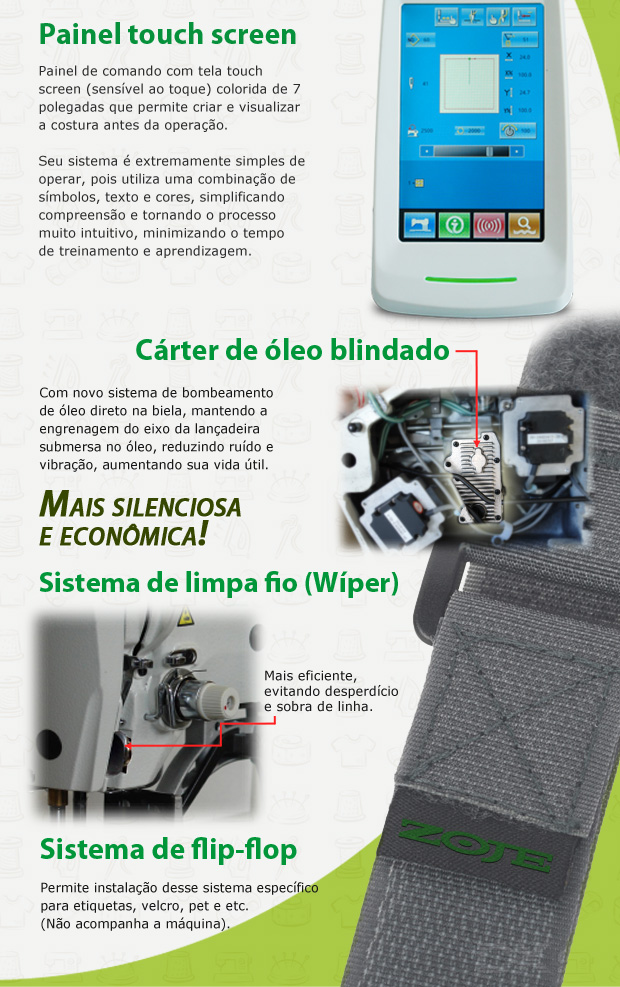 Painel touch screen
Painel de comando com tela touch
screen (sensível ao toque) colorida de 7
polegadas que permite criar e visualizar
a costura antes da operação.
Seu sistema é extremamente simples de
operar, pois utiliza uma combinação de
símbolos, texto e cores, simplificando
compreensão e tornando o processo
muito intuitivo, minimizando o tempo
de treinamento e aprendizagem.
Cárter de óleo blindado
Com novo sistema de bombeamento
de óleo direto na biela, mantendo a
engrenagem do eixo da lançadeira
submersa no óleo, reduzindo ruído e
vibração, aumentando sua vida útil.
MAIS SILENCIOSA
E ECONÔMICA!
Sistema de limpa fio (Wíper)
Mais eficiente,
evitando desperdício
e sobra de linha.
ZOJE
Sistema de flip-flop
Permite instalação desse sistema específico
para etiquetas, velcro, pet e etc.
(Não acompanha a máquina).